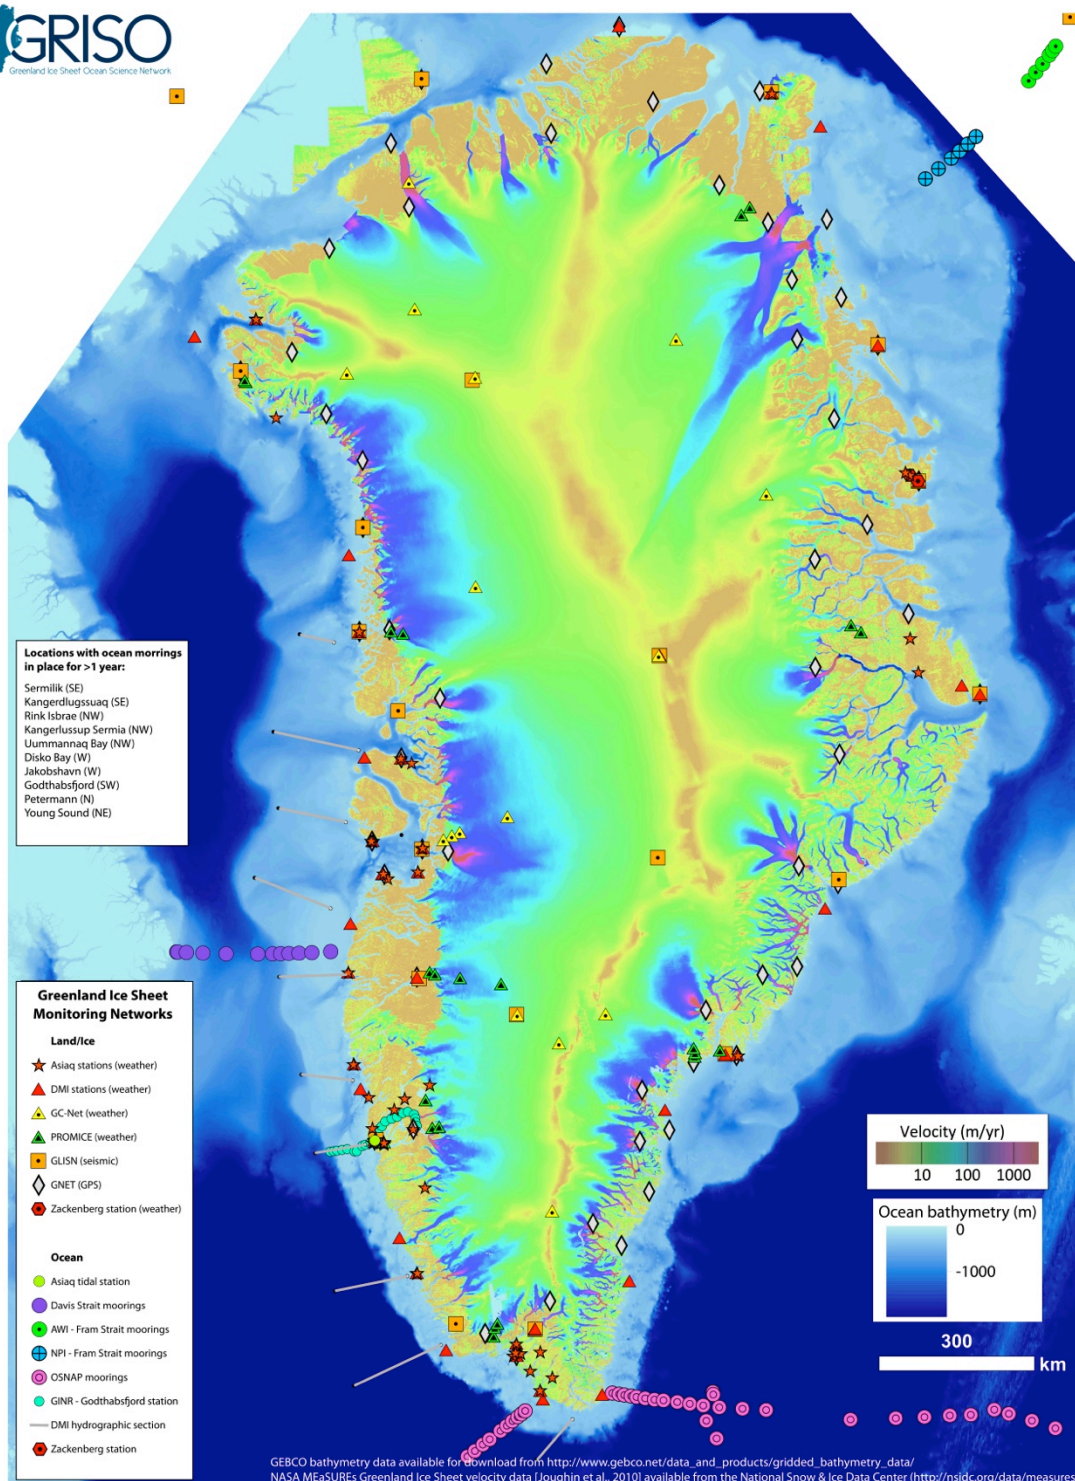 GRISO
Greenland Ice Sheet Ocean Science Network
Locations with ocean morrings
in place for >1 year:
Sermilik (SE)
Kangerdlugssuaq (SE)
Rink Isbrae (NW)
Kangerlussup Sermia (NW)
Uummannaq Bay (NW)
Disko Bay (W)
Jakobshavn (W)
Godthabsfjord (SW)
Petermann (N)
Young Sound (NE)
Greenland Ice Sheet
Monitoring Networks
Land/Ice
Asiaq stations (weather)
DMI stations (weather)
GC-Net (weather)
PROMICE (weather)
GLISN (seismic)
GNET (GPS)
Zackenberg station (weather)
Ocean
Asiaq tidal station
Davis Strait moorings
AWI - Fram Strait moorings
NPI - Fram Strait moorings
OSNAP moorings
GINR - Godthabsfjord station
DMI hydrographic section
Zackenberg station
Velocity (m/yr)
10 100 1000
Ocean bathymetry (m)
0
-1000
300
km
GEBCO bathymetry data available for download from http://www.gebco.net/data_and_products/gridded_bathymetry_data/
NASA MEaSUREs Greenland Ice Sheet velocity data [Joughin et al., 2010] available from the National Snow & Ice Data Center (http://nsidc.org/data/measures